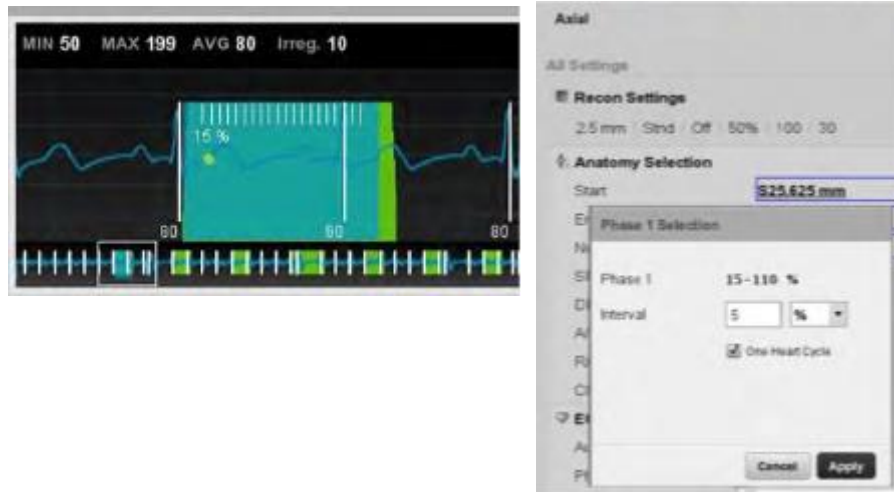 MIN 50 MAX 199 AVG 80 Irreg. 10
15 %
80 80 80
Axial
All Settings
Recon Settings
2.5 mm Stnd Off 50% 100 30
Anatomy Selection
Start S25.625 mm
Phase 1 Selection
Phase 1 15-110 %
Interval 5 %
One Heart Cycle
Cancel Apply